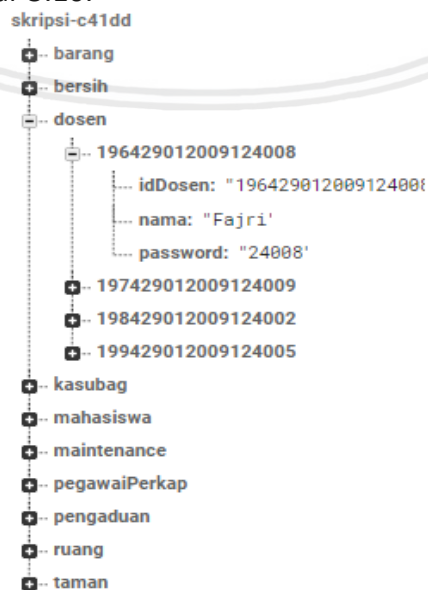 skripsi-c41dd
barang
bersih
dosen
196429012009124008
idDosen: "196429012009124008
nama: "Fajri"
password: "24008"
197429012009124009
198429012009124002
199429012009124005
kasubag
mahasiswa
maintenance
pegawaiPerkap
pengaduan
ruang
taman